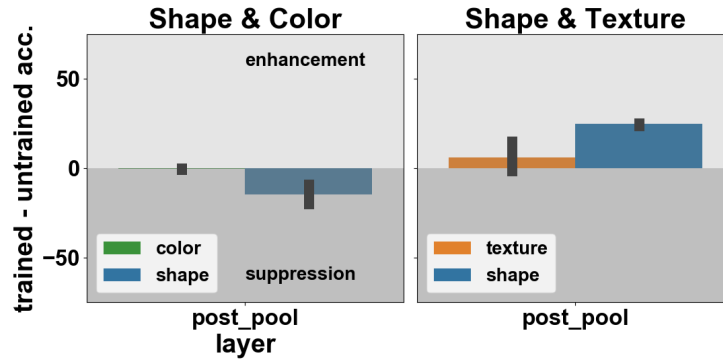 Shape & Color
Shape & Texture
trained - untrained acc.
50
0
−50
enhancement
suppression
color
shape
texture
shape
post_pool
post_pool
layer